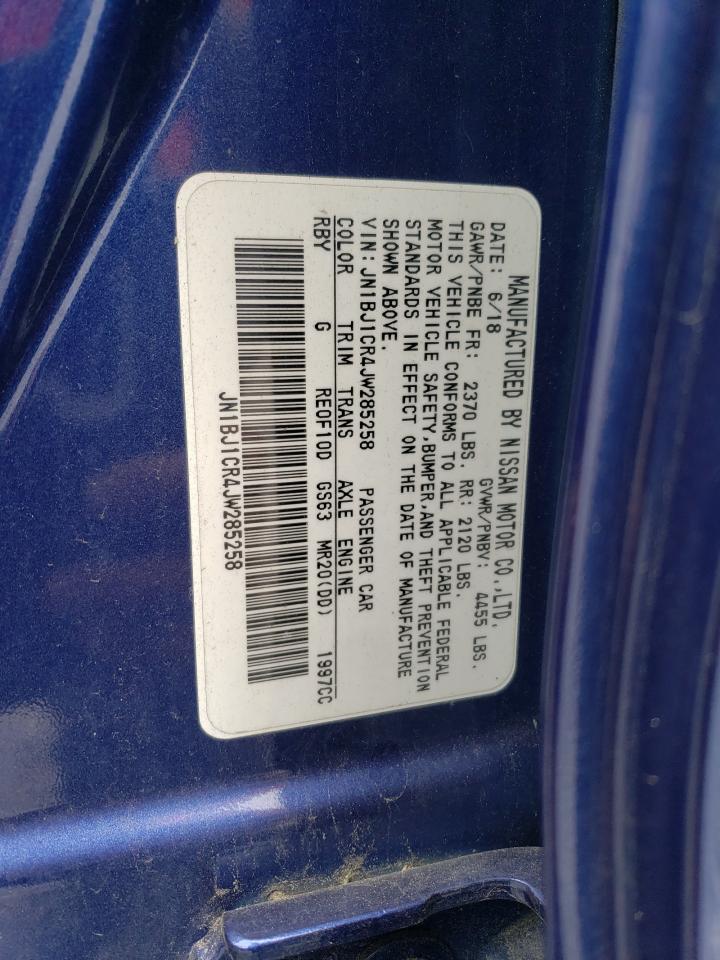 MANUFACTURED BY NISSAN MOTOR CO.,LTD.
DATE: 6/18 GVWR/PNBV: 4455 LBS.
GAWR/PNBE FR: 2370 LBS. RR: 2120 LBS.
THIS VEHICLE CONFORMS TO ALL APPLICABLE FEDERAL
MOTOR VEHICLE SAFETY,BUMPER,AND THEFT PREVENTION
STANDARDS IN EFFECT ON THE DATE OF MANUFACTURE
SHOWN ABOVE.
VIN:JN1BJ1CR4JW285258 PASSENGER CAR
COLOR TRIM TRANS AXLE ENGINE
RBY G RE0F10D GS63 MR20(DD) 1997CC
JN1BJ1CR4JW285258